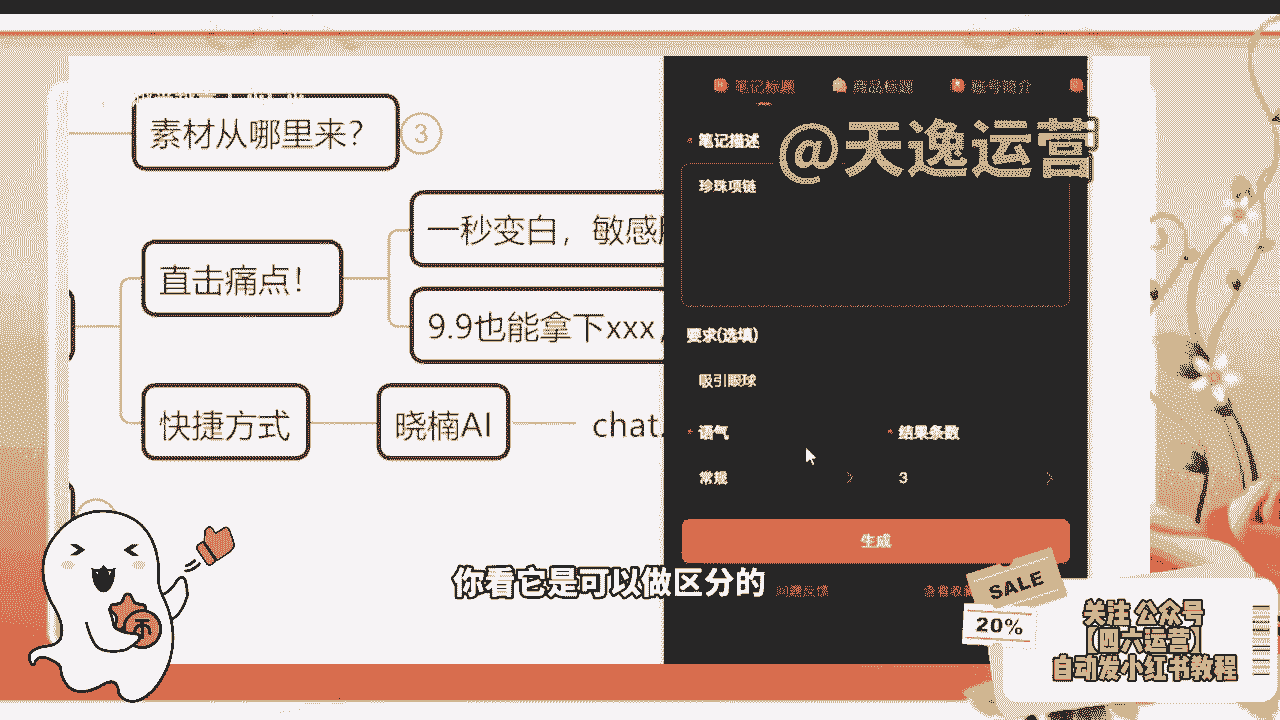 素材从哪里来？
3
直击痛点！
一秒变白，敏感
9.9也能拿下xxx，
快捷方式
晓楠AI
chat.
笔记标题
商品标题
账号简介
@天逸运营
* 笔记描述
珍珠项链
要求(选填)
吸引眼球
* 语气
* 结果条数
常规
3
生成
问题反馈
查看收
你看它是可以做区分的
SALE
20%
关注 公众号
【四六运营】
自动发小红书教程